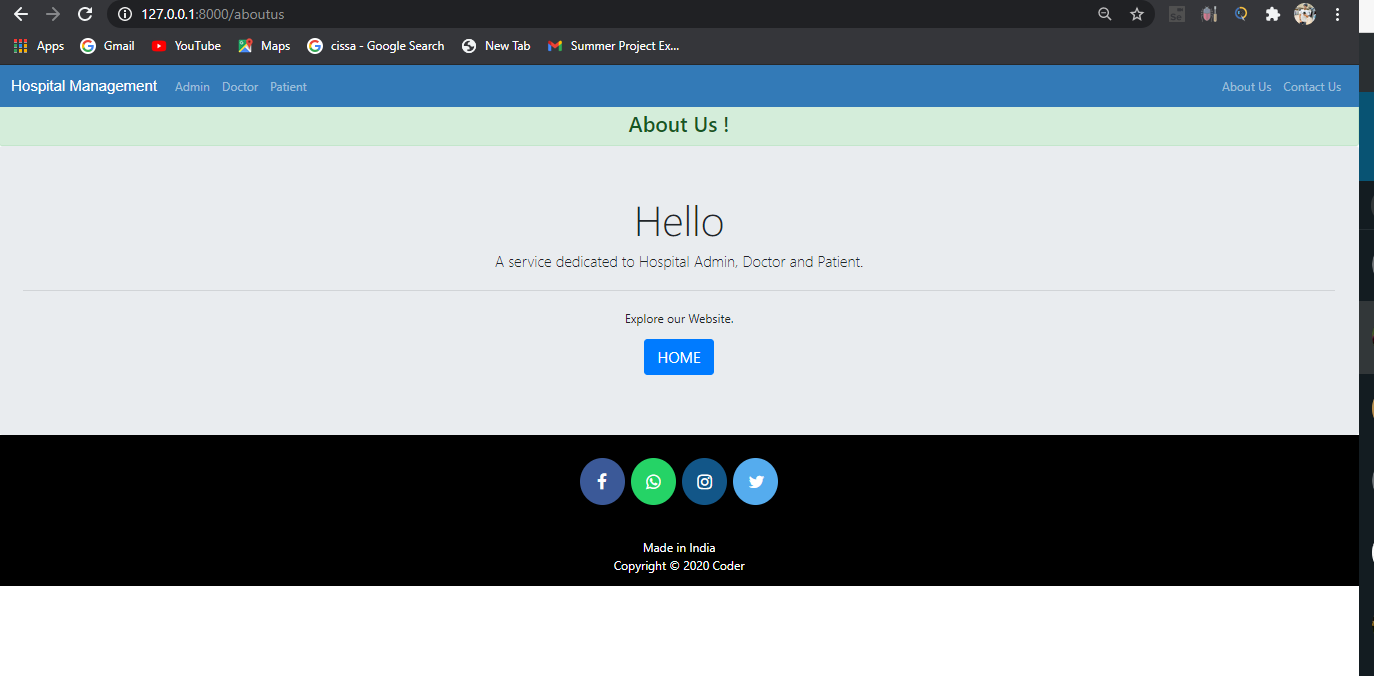 127.0.0.1:8000/aboutus
Apps Gmail YouTube Maps cissa - Google Search New Tab Summer Project Ex...
Hospital Management Admin Doctor Patient About Us Contact Us
About Us !
Hello
A service dedicated to Hospital Admin, Doctor and Patient.
Explore our Website.
HOME
Made in India
Copyright © 2020 Coder